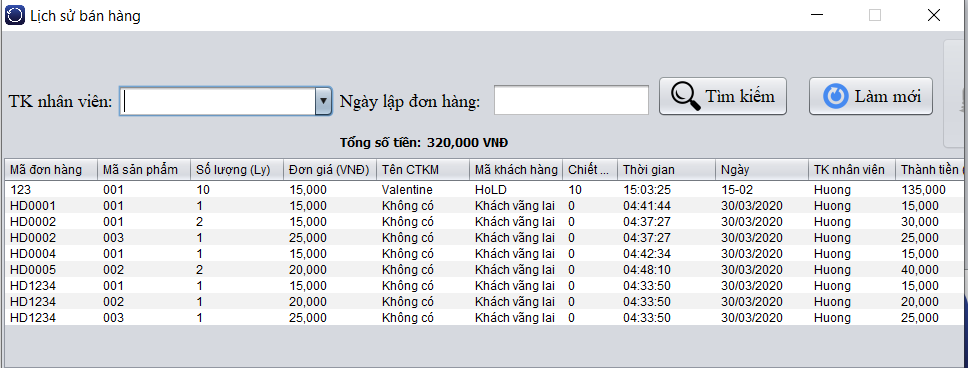 Lịch sử bán hàng
TK nhân viên: Ngày lập đơn hàng: Tìm kiếm Làm mới
Tổng số tiền: 320,000 VNĐ
Mã đơn hàng Mã sản phẩm Số lượng (Ly) Đơn giá (VNĐ) Tên CTKM Mã khách hàng Chiết ... Thời gian Ngày TK nhân viên Thành tiền (
123 001 10 15,000 Valentine HoLD 10 15:03:25 15-02 Huong 135,000
HD0001 001 1 15,000 Không có Khách vãng lai 0 04:41:44 30/03/2020 Huong 15,000
HD0002 001 2 15,000 Không có Khách vãng lai 0 04:37:27 30/03/2020 Huong 30,000
HD0002 003 1 25,000 Không có Khách vãng lai 0 04:37:27 30/03/2020 Huong 25,000
HD0004 001 1 15,000 Không có Khách vãng lai 0 04:42:34 30/03/2020 Huong 15,000
HD0005 002 2 20,000 Không có Khách vãng lai 0 04:48:10 30/03/2020 Huong 40,000
HD1234 001 1 15,000 Không có Khách vãng lai 0 04:33:50 30/03/2020 Huong 15,000
HD1234 002 1 20,000 Không có Khách vãng lai 0 04:33:50 30/03/2020 Huong 20,000
HD1234 003 1 25,000 Không có Khách vãng lai 0 04:33:50 30/03/2020 Huong 25,000